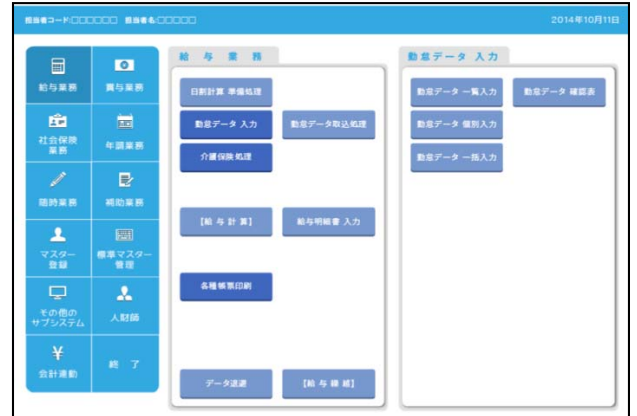 担当者コード:□□□□□□ 担当者名:□□□□□
2014年10月11日
給与業務
賞与業務
社会保険
業務
年調業務
随時業務
補助業務
マスター
登録
標準マスター
管理
その他の
サブシステム
人財師
会計連動
終 了
給 与 業 務
日割計算 準備処理
勤怠データ 入力
勤怠データ取込処理
介護保険 処理
【給 与 計 算】
給与明細書 入力
各種帳票印刷
データ退避
【給 与 繰 越】
勤怠データ 入力
勤怠データ 一覧入力
勤怠データ 確認表
勤怠データ 個別入力
勤怠データ 一括入力